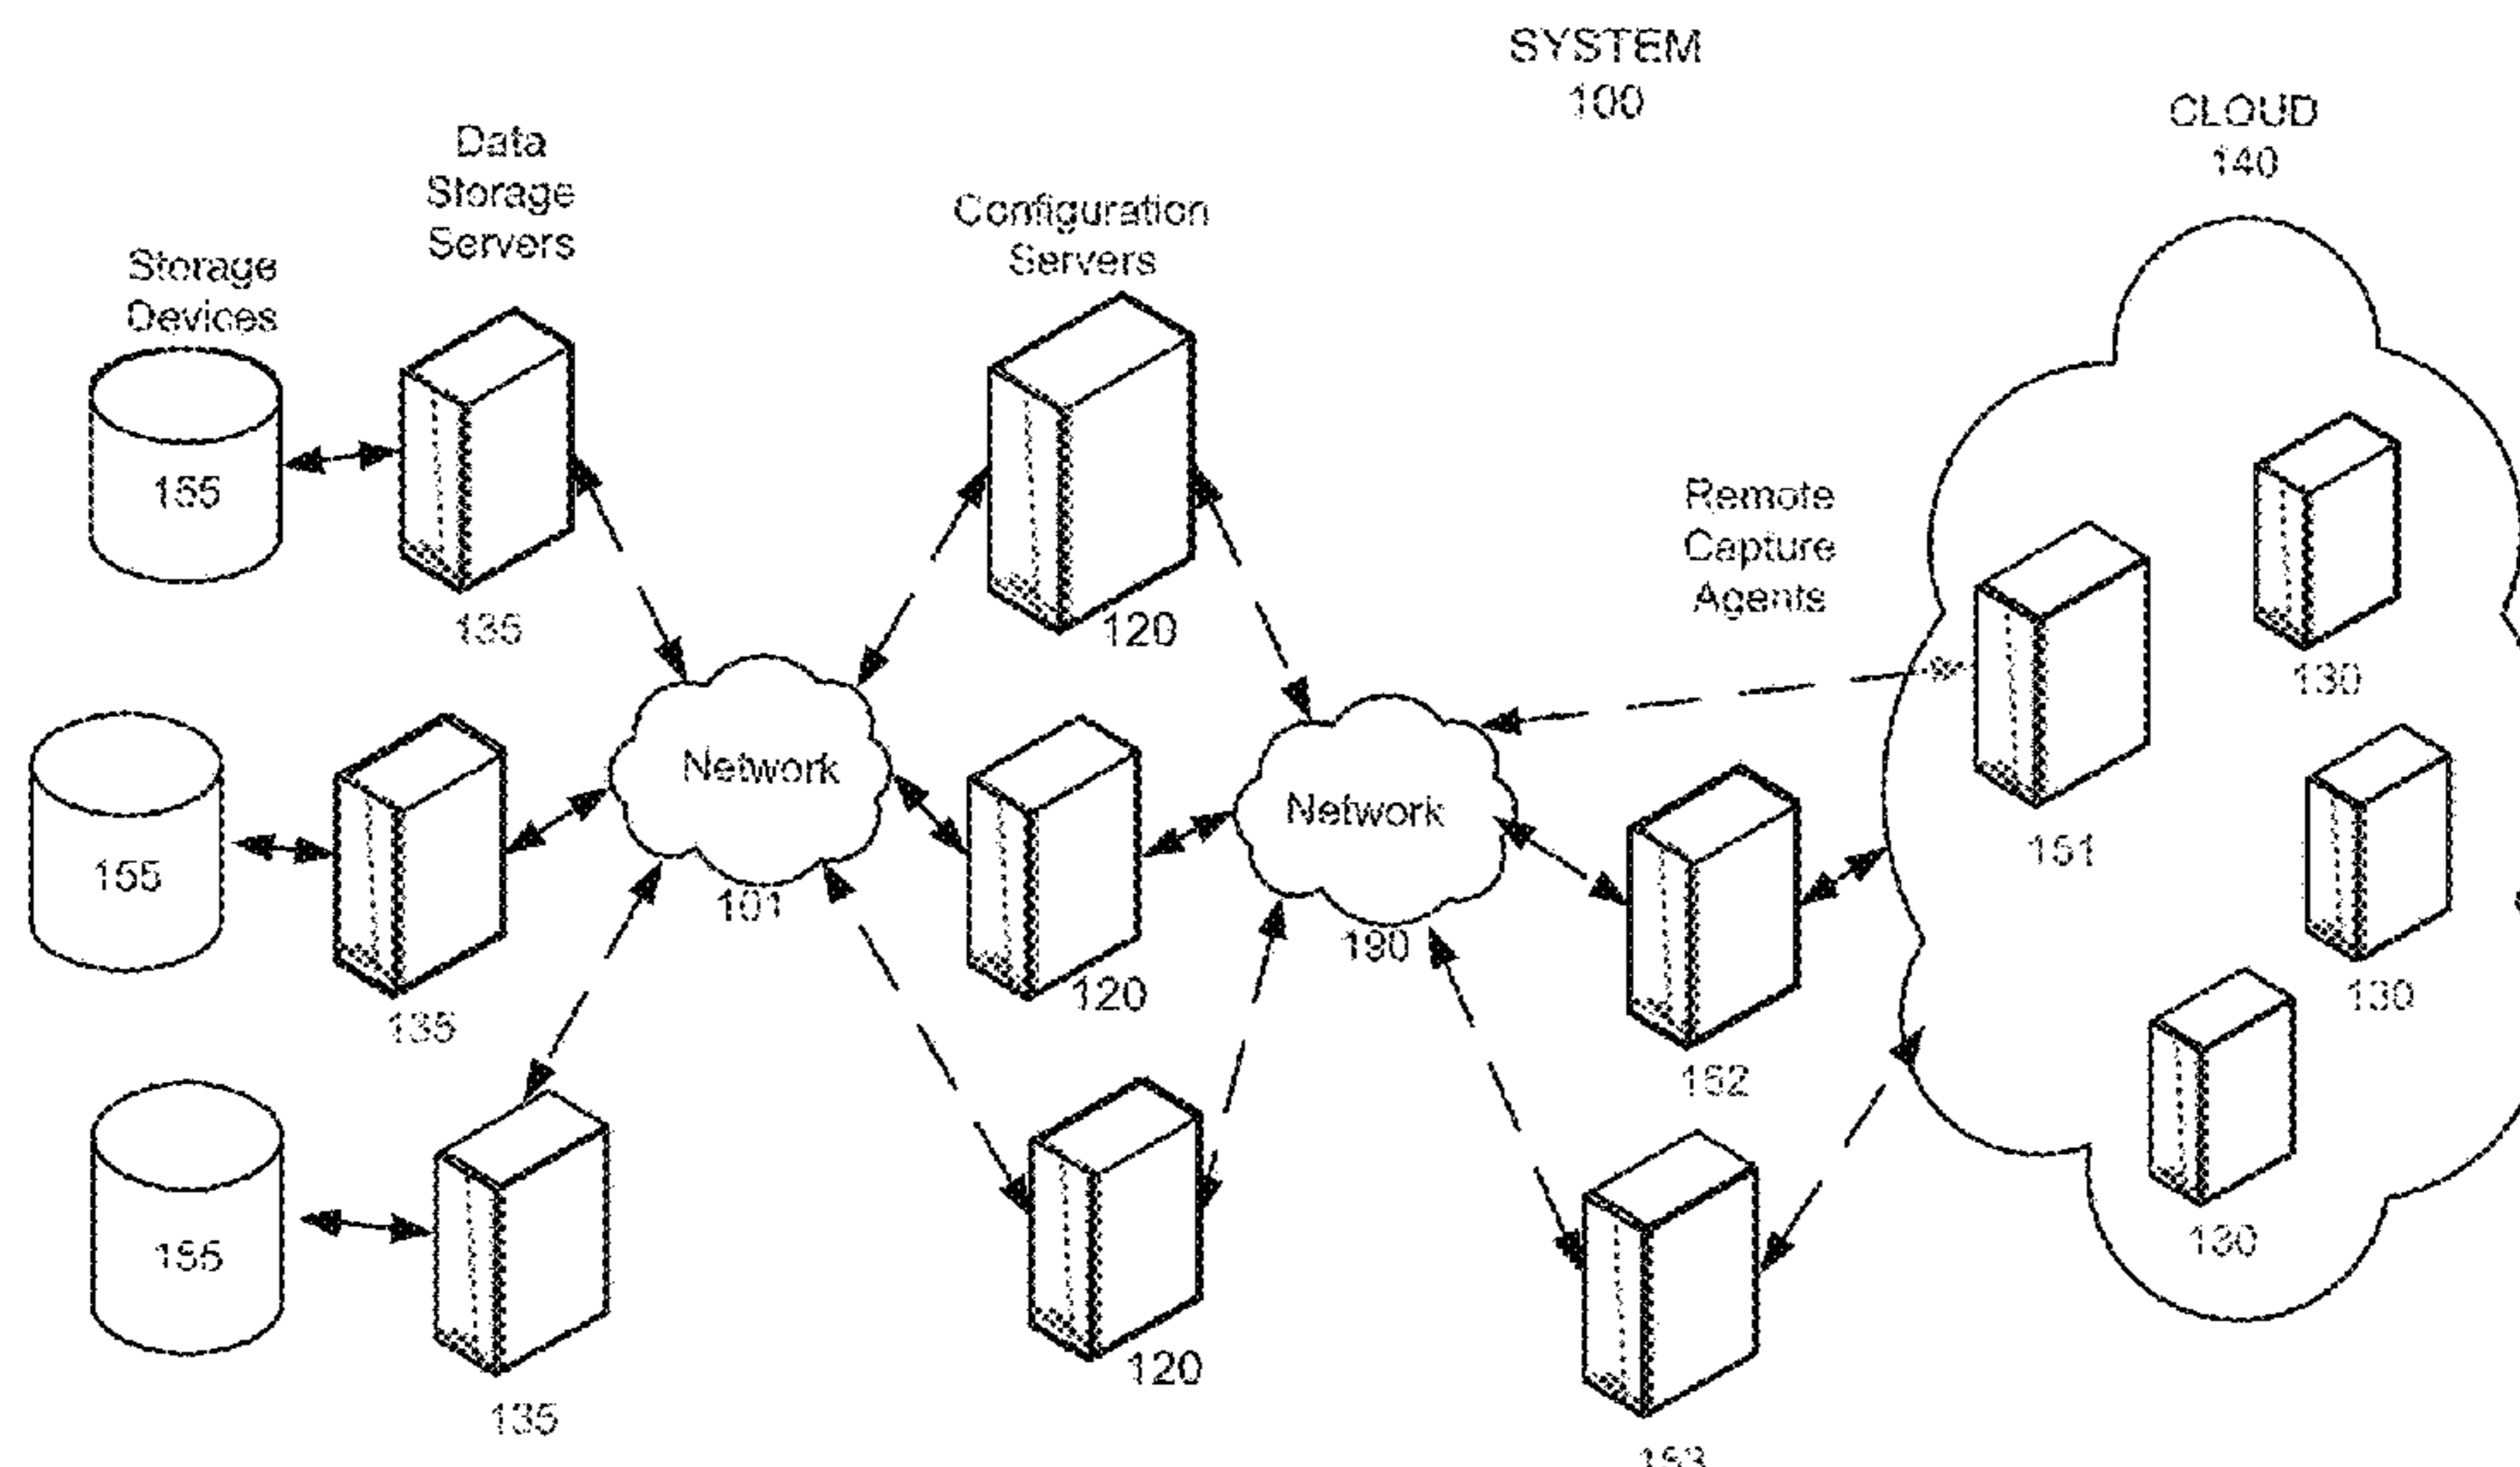 SYSTEM
100
CLOUD
140
Data
Storage
Servers
Configuration
Servers
Storage
Devices
155
135
120
Remote
Capture
Agents
151
130
Network
101
Network
190
155
135
120
152
130
155
135
120
153
130